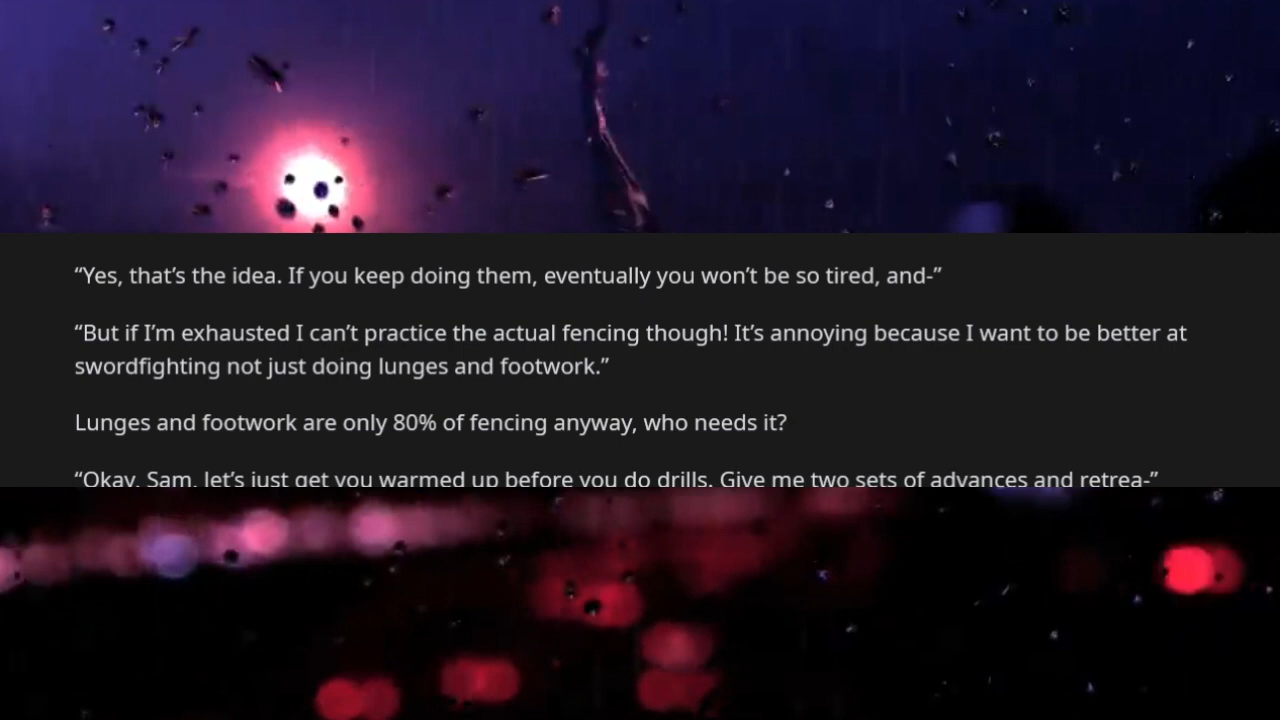 “Yes, that’s the idea. If you keep doing them, eventually you won’t be so tired, and-”
“But if I’m exhausted I can’t practice the actual fencing though! It’s annoying because I want to be better at
swordfighting not just doing lunges and footwork.”
Lunges and footwork are only 80% of fencing anyway, who needs it?
“Okay, Sam, let’s just get you warmed up before you do drills. Give me two sets of advances and retrea-”